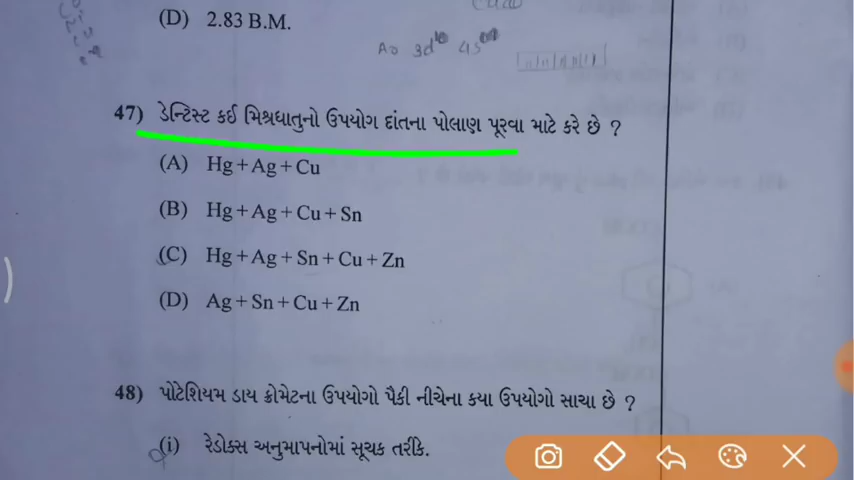 (D) 2.83 B.M.
47) ડેન્ટિસ્ટ કઈ મિશ્રધાતુનો ઉપયોગ દાંતના પોલાણ પૂરવા માટે કરે છે ?
(A) Hg + Ag + Cu
(B) Hg + Ag + Cu + Sn
(C) Hg + Ag + Sn + Cu + Zn
(D) Ag + Sn + Cu + Zn
48) પોટેશિયમ ડાય ક્રોમેટના ઉપયોગો પૈકી નીચેના કયા ઉપયોગો સાચા છે ?
(i) રેડોક્સ અનુમાપનોમાં સૂચક તરીકે.